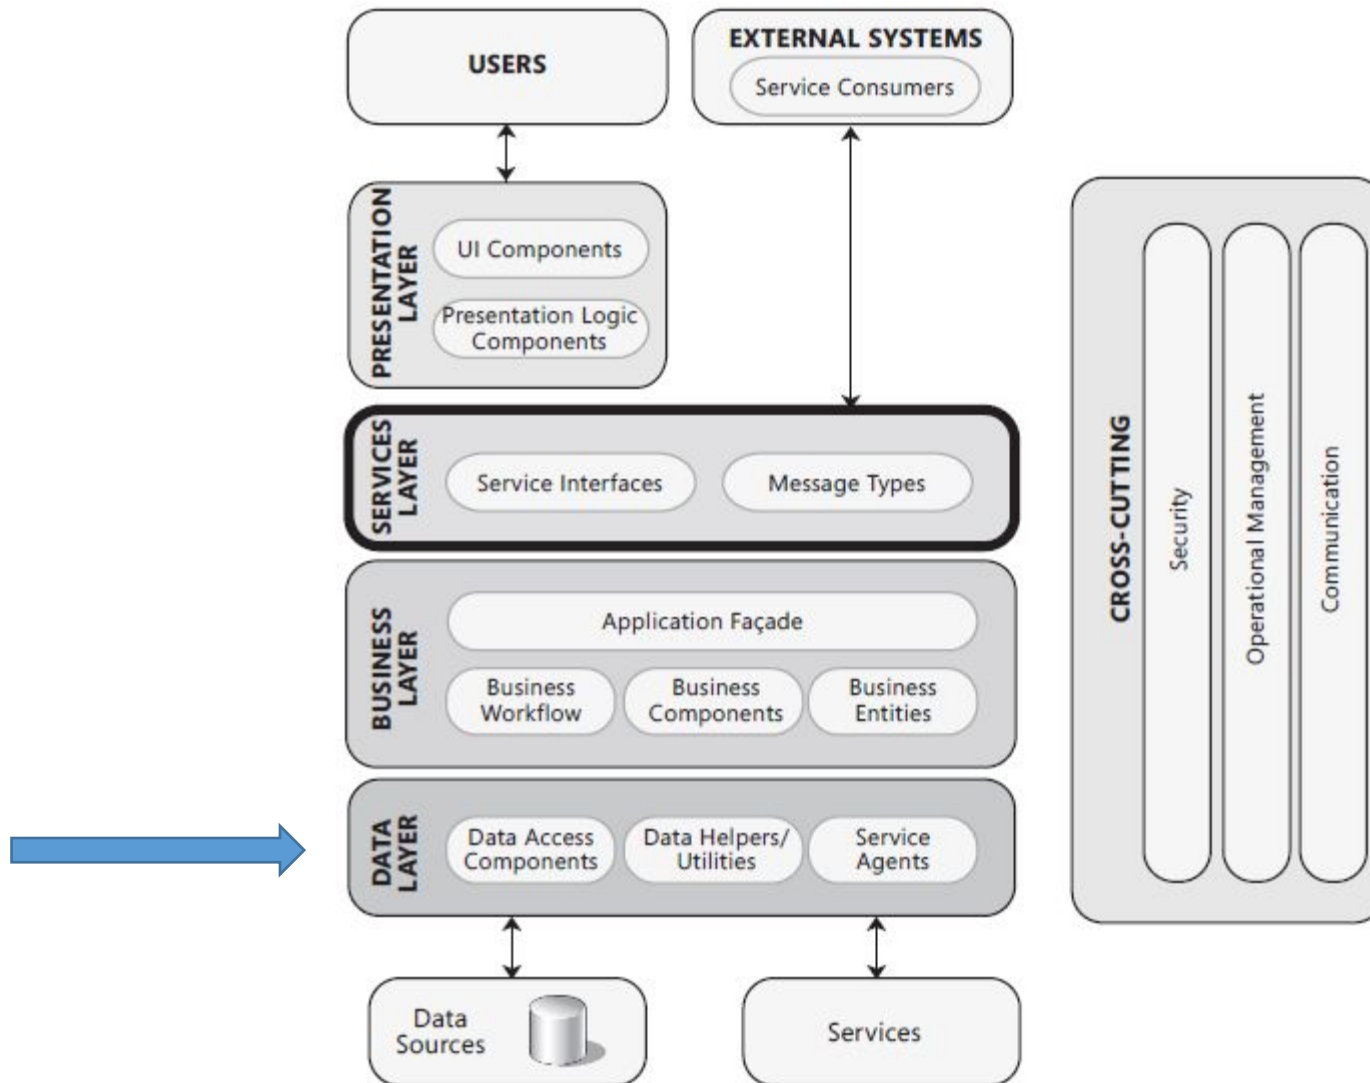 USERS
EXTERNAL SYSTEMS
Service Consumers
PRESENTATION
LAYER
UI Components
Presentation Logic
Components
SERVICES
LAYER
Service Interfaces
Message Types
BUSINESS
LAYER
Application Façade
Business
Workflow
Business
Components
Business
Entities
DATA
LAYER
Data Access
Components
Data Helpers/
Utilities
Service
Agents
Data
Sources
Services
CROSS-CUTTING
Security
Operational Management
Communication